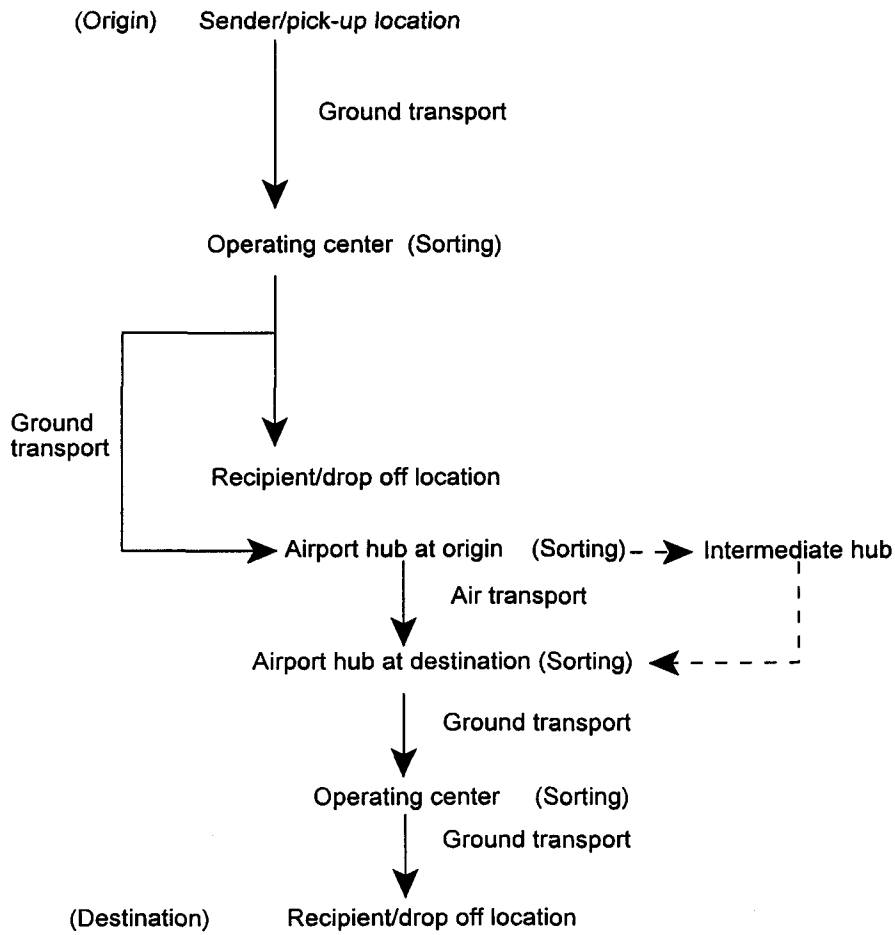 (Origin) Sender/pick-up location
Ground transport
Operating center (Sorting)
Ground
transport
Recipient/drop off location
Airport hub at origin (Sorting) Intermediate hub
Air transport
Airport hub at destination (Sorting)
Ground transport
Operating center (Sorting)
Ground transport
(Destination) Recipient/drop off location